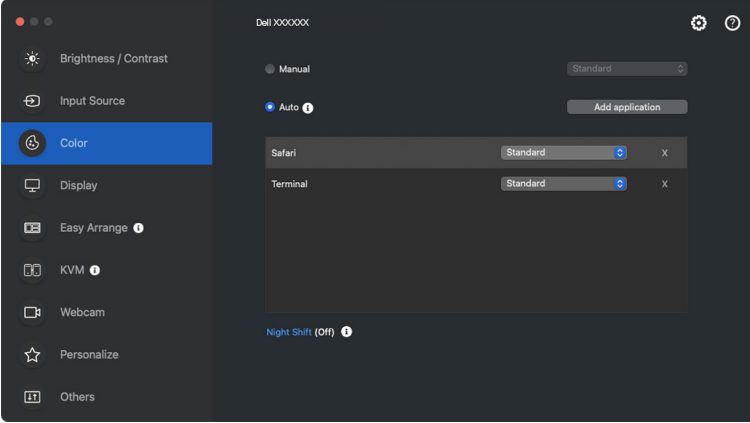 Dell XXXXXX
Brightness / Contrast
Input Source
Color
Display
Easy Arrange
KVM
Webcam
Personalize
Others
Manual
Standard
Auto
Add application
Safari
Standard
X
Terminal
Standard
X
Night Shift (Off)